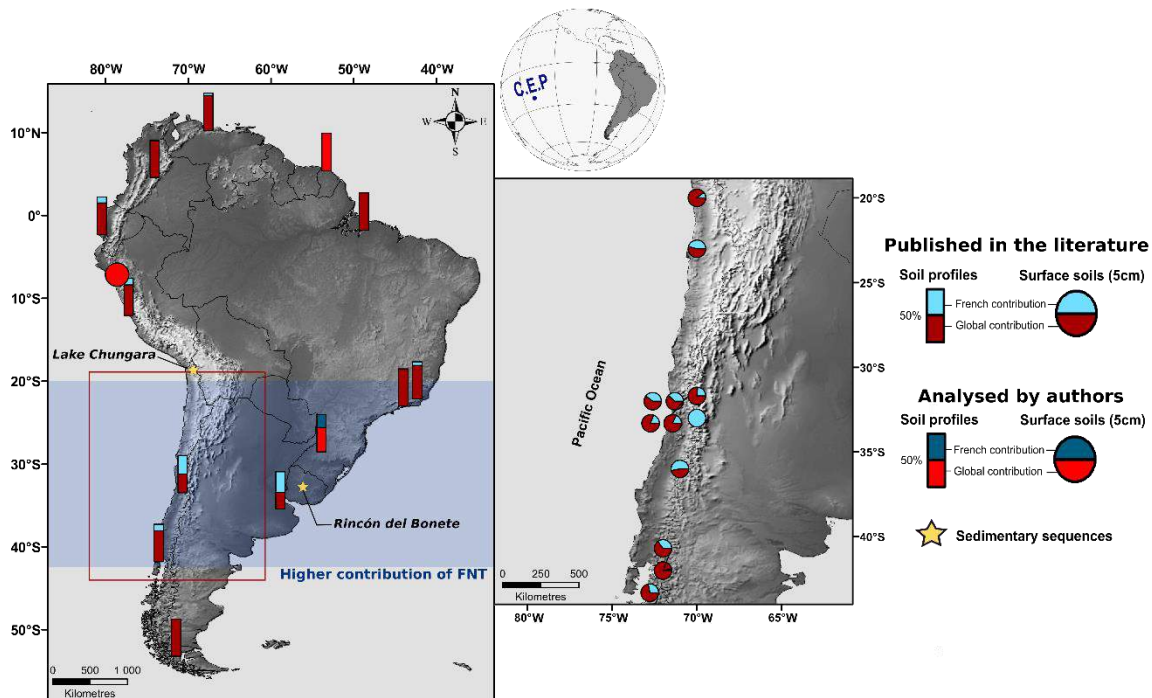 C.E.P
80°W 70°W 60°W 50°W 40°W
N
W E
S
10°N
0°
10°S
20°S
30°S
40°S
50°S
Lake Chungara
Rincón del Bonete
Higher contribution of FNT
0 500 1 000
Kilometres
20°S
25°S
30°S
35°S
40°S
Pacific Ocean
0 250 500
Kilometres
80°W 75°W 70°W 65°W
Published in the literature
Soil profiles Surface soils (5cm)
50%
French contribution
Global contribution
Analysed by authors
Soil profiles Surface soils (5cm)
50%
French contribution
Global contribution
Sedimentary sequences